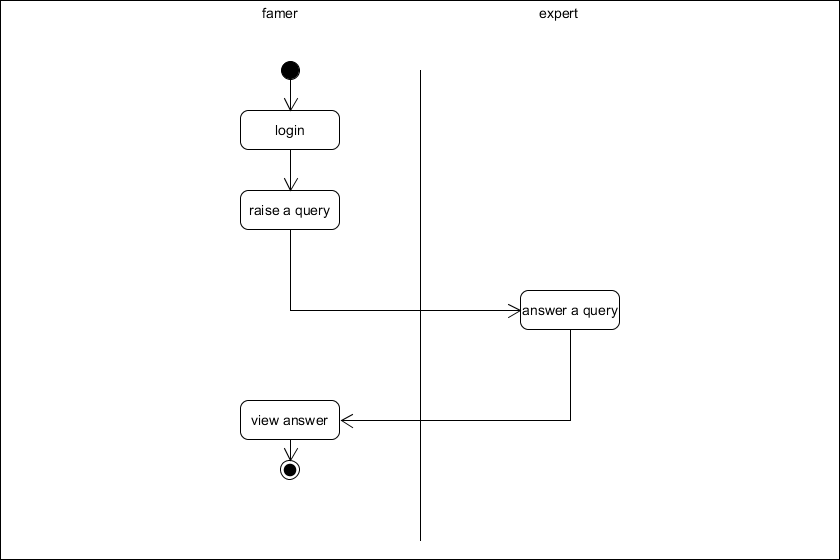 famer
expert
login
raise a query
answer a query
view answer